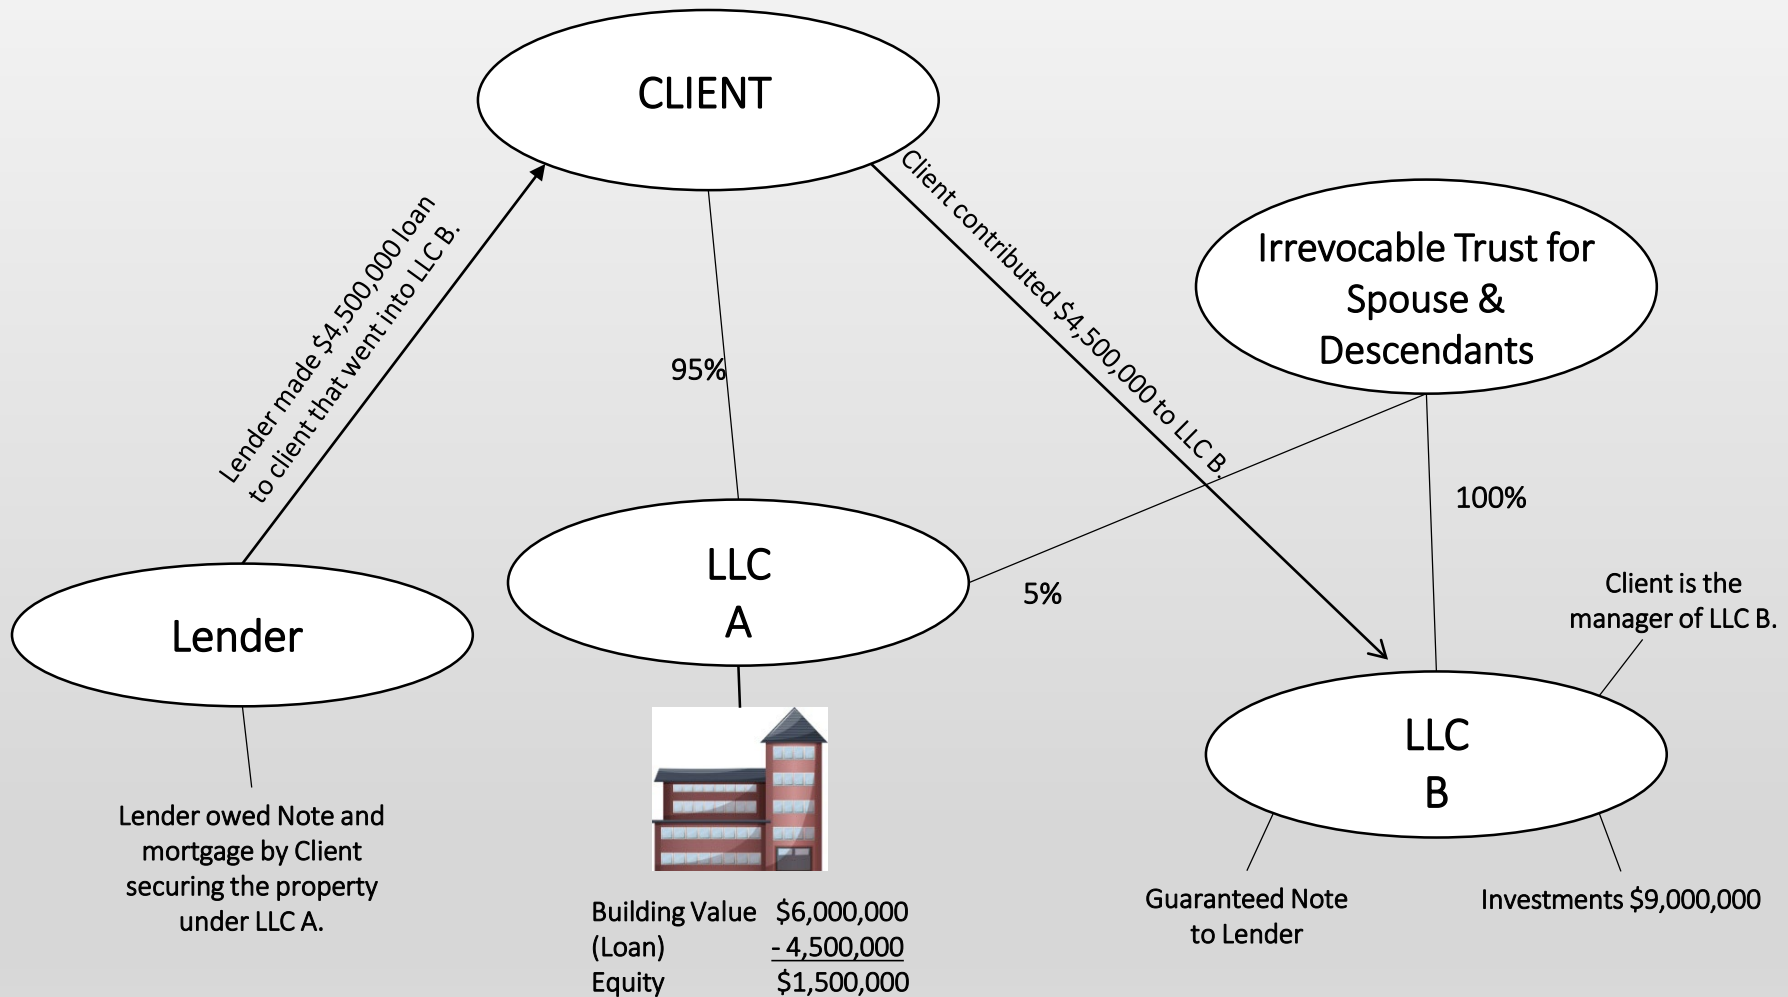 CLIENT
Lender made $4,500,000 loan
to client that went into LLC B.
95%
Client contributed $4,500,000 to LLC B.
Irrevocable Trust for
Spouse &
Descendants
100%
5%
Client is the
manager of LLC B.
Lender
LLC
A
LLC
B
Lender owed Note and
mortgage by Client
securing the property
under LLC A.
Building Value $6,000,000
(Loan) - 4,500,000
Equity $1,500,000
Guaranteed Note
to Lender
Investments $9,000,000